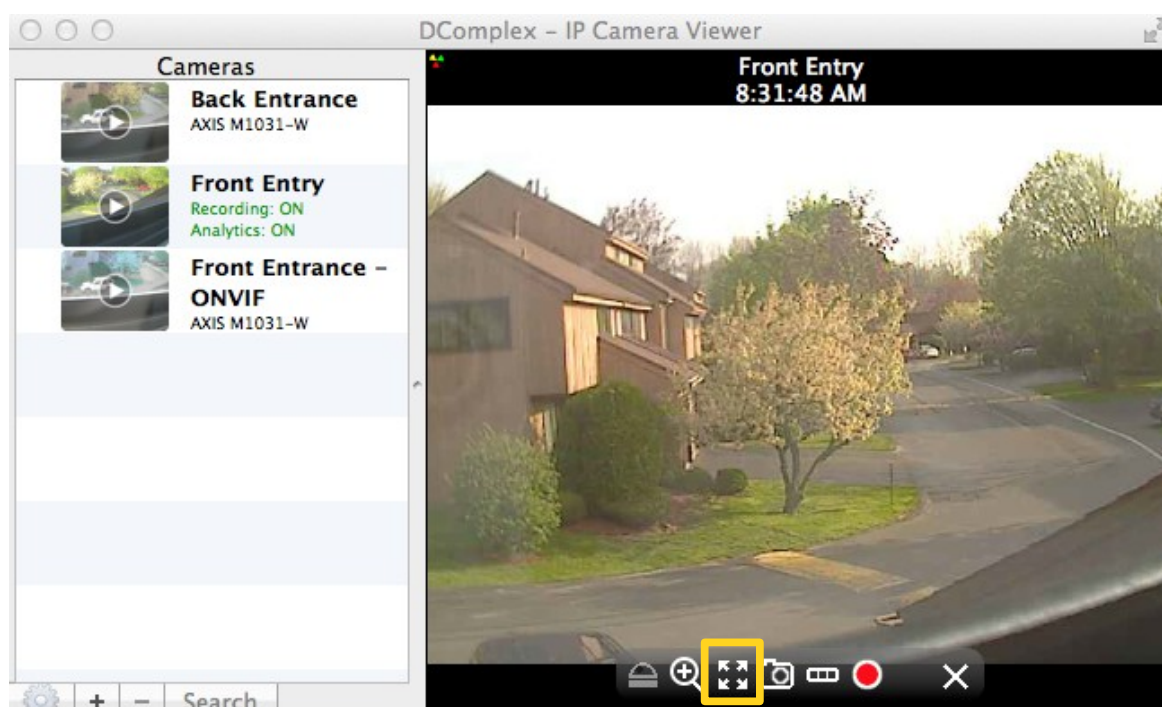 DComplex – IP Camera Viewer
Cameras
Back Entrance
AXIS M1031-W
Front Entry
Recording: ON
Analytics: ON
Front Entrance –
ONVIF
AXIS M1031-W
+ – Search
Front Entry
8:31:48 AM